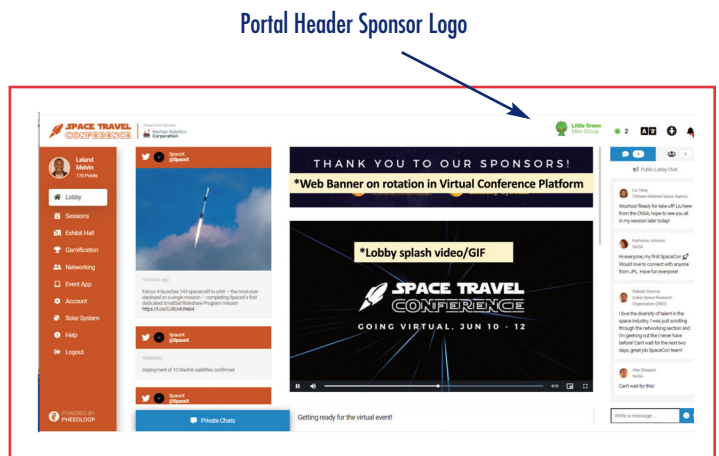 Portal Header Sponsor Logo
SPACE TRAVEL
CONFERENCE
Virtual Event Sponsor
Martian Robotics
Corporation
Little Green
Men Group
2
Leland
Melvin
170 Points
Lobby
Sessions
Exhibit Hall
Gamification
Networking
Event App
Account
Solar System
Help
Logout
POWERED BY
PHEEDLOOP
SpaceX
@SpaceX
10 hours ago
Falcon 9 launches 143 spacecraft to orbit — the most ever
deployed on a single mission — completing SpaceX's first
dedicated SmallSat Rideshare Program mission
SpaceX
@SpaceX
Yesterday
Deployment of 10 Starlink satellites confirmed
SpaceX
@SpaceX
Private Chats
THANK YOU TO OUR SPONSORS!
*Web Banner on rotation in Virtual Conference Platform
*Lobby splash video/GIF
SPACE TRAVEL
CONFERENCE
GOING VIRTUAL, JUN 10 - 12
Getting ready for the virtual event!
Public Lobby Chat
Liu Yang
Chinese National Space Agency
Woohoo! Ready for take off! Liu here
from the CNSA, hope to see you all
in my session later today!
Katherine Johnson
NASA
Hi everyone, my first SpaceCon
Would love to connect with anyone
from JPL. Have fun everyone!
Rakesh Sharma
Indian Space Research
Organization (ISRO)
I love the diversity of talent in the
space industry. I was just scrolling
through the networking section and
I'm geeking out like I never have
before! Can't wait for the next two
days, great job SpaceCon team!
Alan Shepard
NASA
Can't wait for this!
Write a message ...